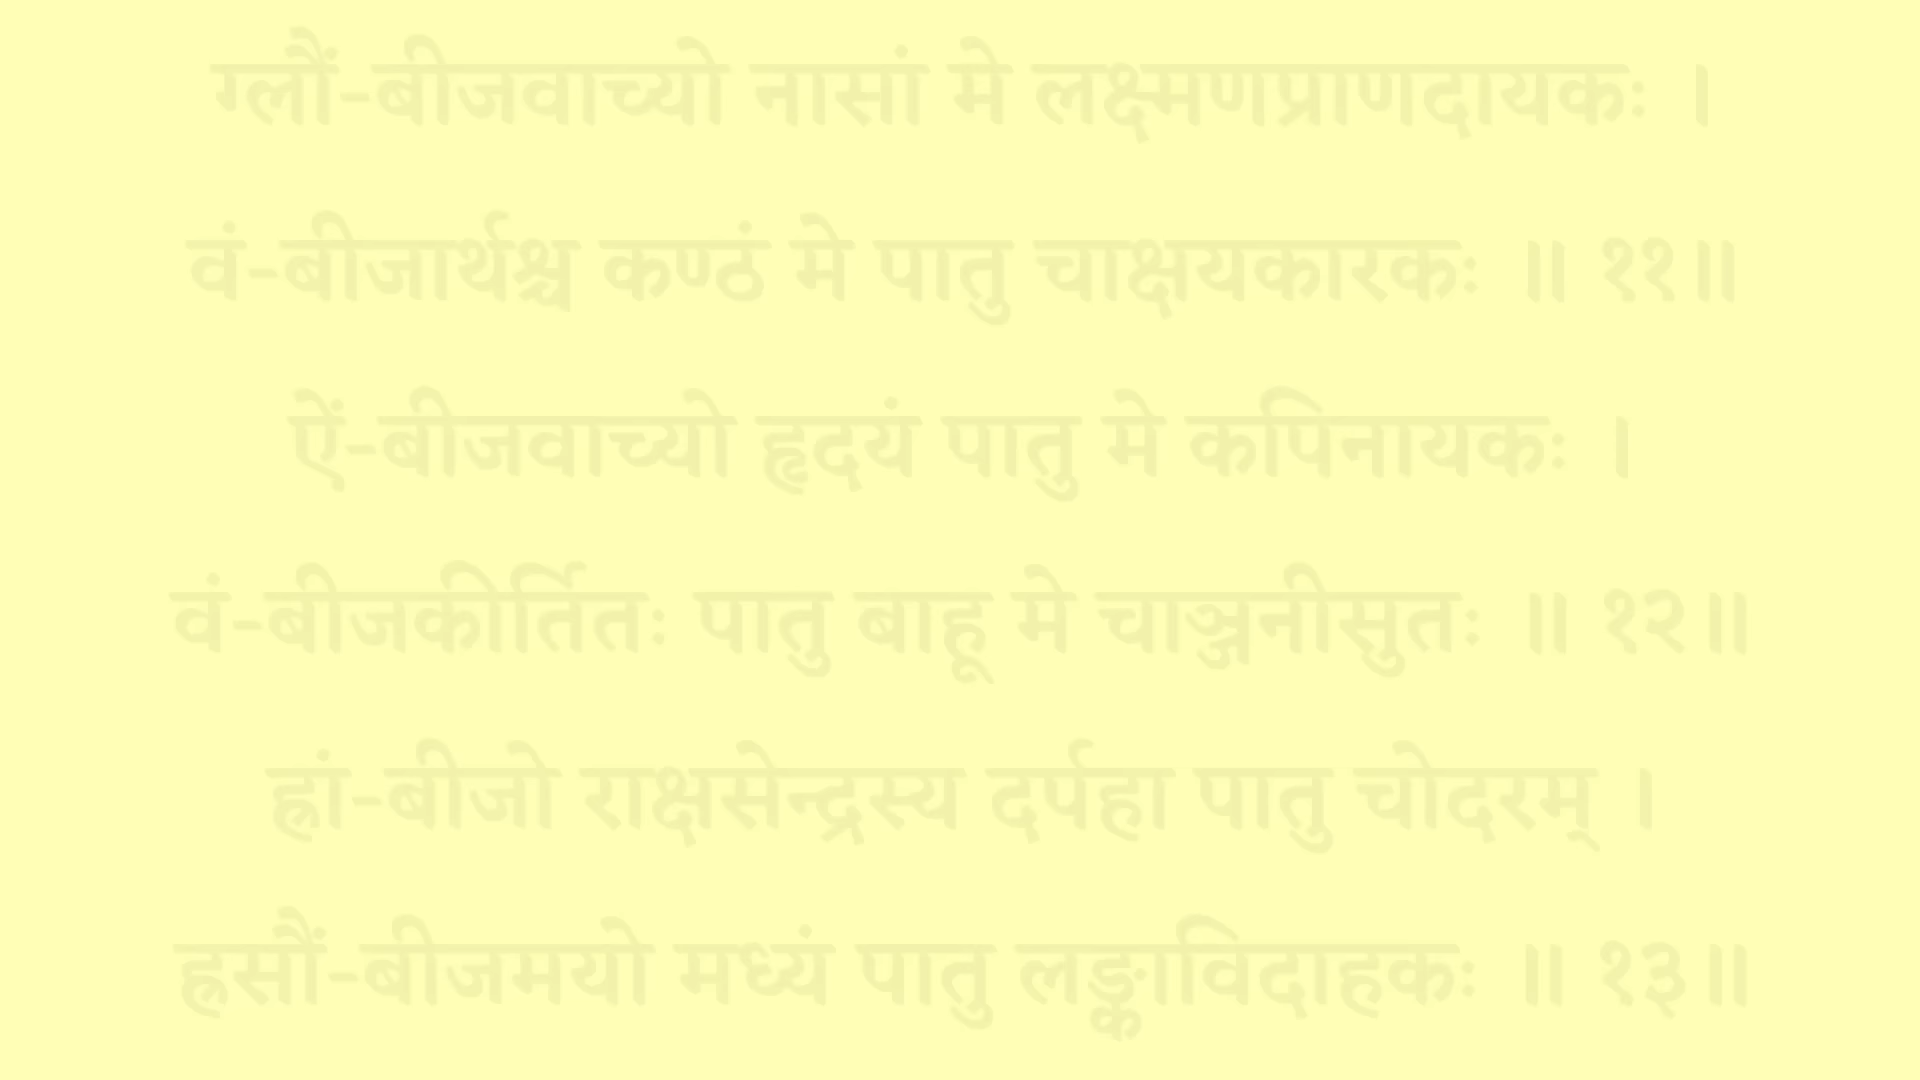 ग्लौं-बीजवाच्यो नासां मे लक्ष्मणप्राणदायकः ।
वं-बीजार्थश्च कण्ठं मे पातु चाक्षयकारकः ॥ ११॥
ऐं-बीजवाच्यो हृदयं पातु मे कपिनायकः ।
वं-बीजकीर्तितः पातु बाहू मे चाञ्जनीसुतः ॥ १२॥
ह्रां-बीजो राक्षसेन्द्रस्य दर्पहा पातु चोदरम् ।
ह्रसौं-बीजमयो मध्यं पातु लङ्काविदाहकः ॥ १३॥